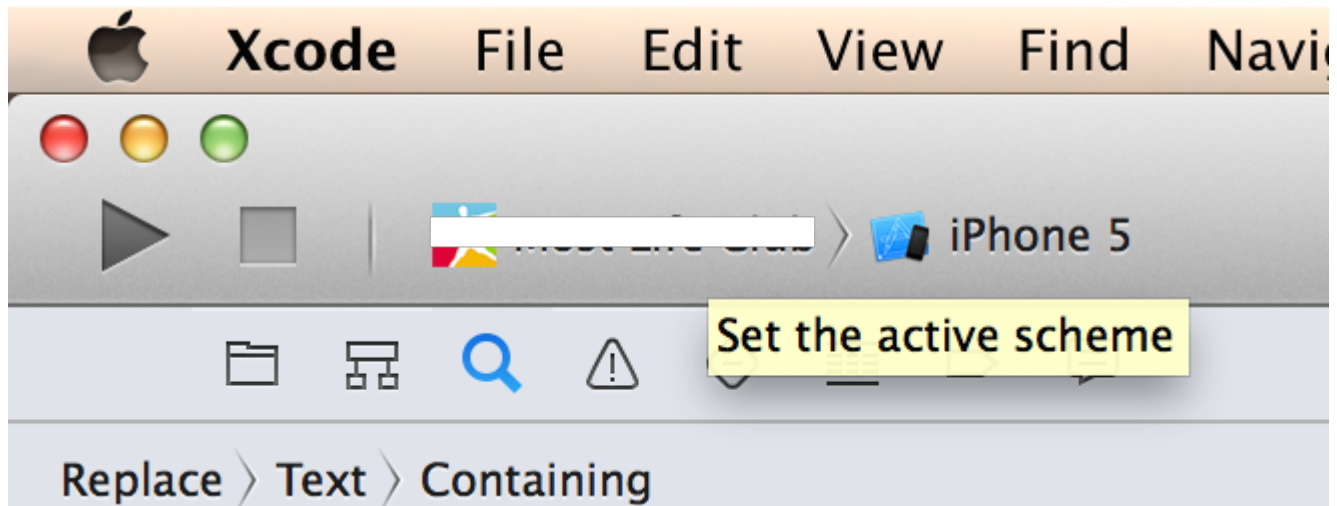 Xcode File Edit View Find
iPhone 5
Set the active scheme
Replace Text Containing